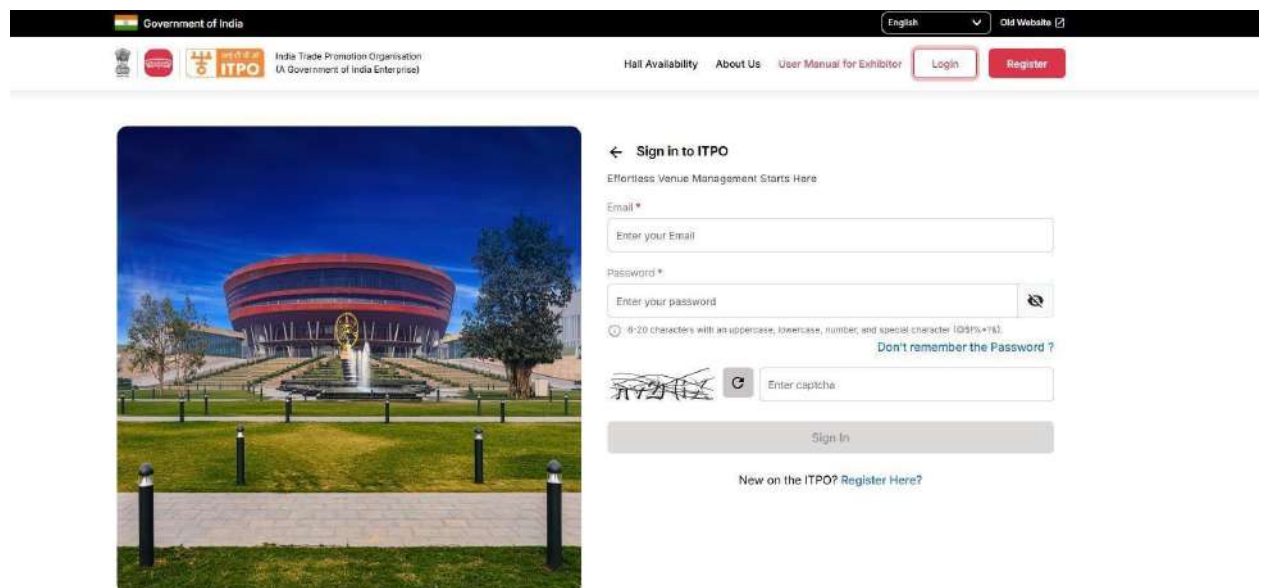 Government of India
English
Old Website
ITPO
India Trade Promotion Organisation
(A Government of India Enterprise)
Hall Availability
About Us
User Manual for Exhibitor
Login
Register
Sign in to ITPO
Effortless Venue Management Starts Here
Email *
Enter your Email
Password *
Enter your password
8-20 characters with an uppercase, lowercase, number, and special character
Don't remember the Password ?
Enter captcha
Sign In
New on the ITPO? Register Here?